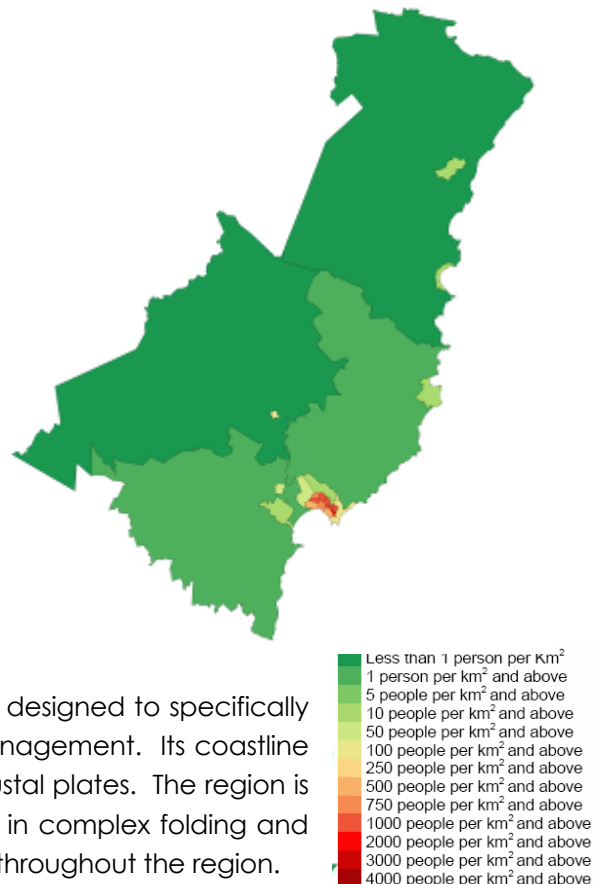 Less than 1 person per Km²
1 person per km² and above
5 people per km² and above
10 people per km² and above
50 people per km² and above
100 people per km² and above
250 people per km² and above
500 people per km² and above
750 people per km² and above
1000 people per km² and above
2000 people per km² and above
3000 people per km² and above
4000 people per km² and above
designed to specifically
Its coastline
plates. The region is
in complex folding and
throughout the region.